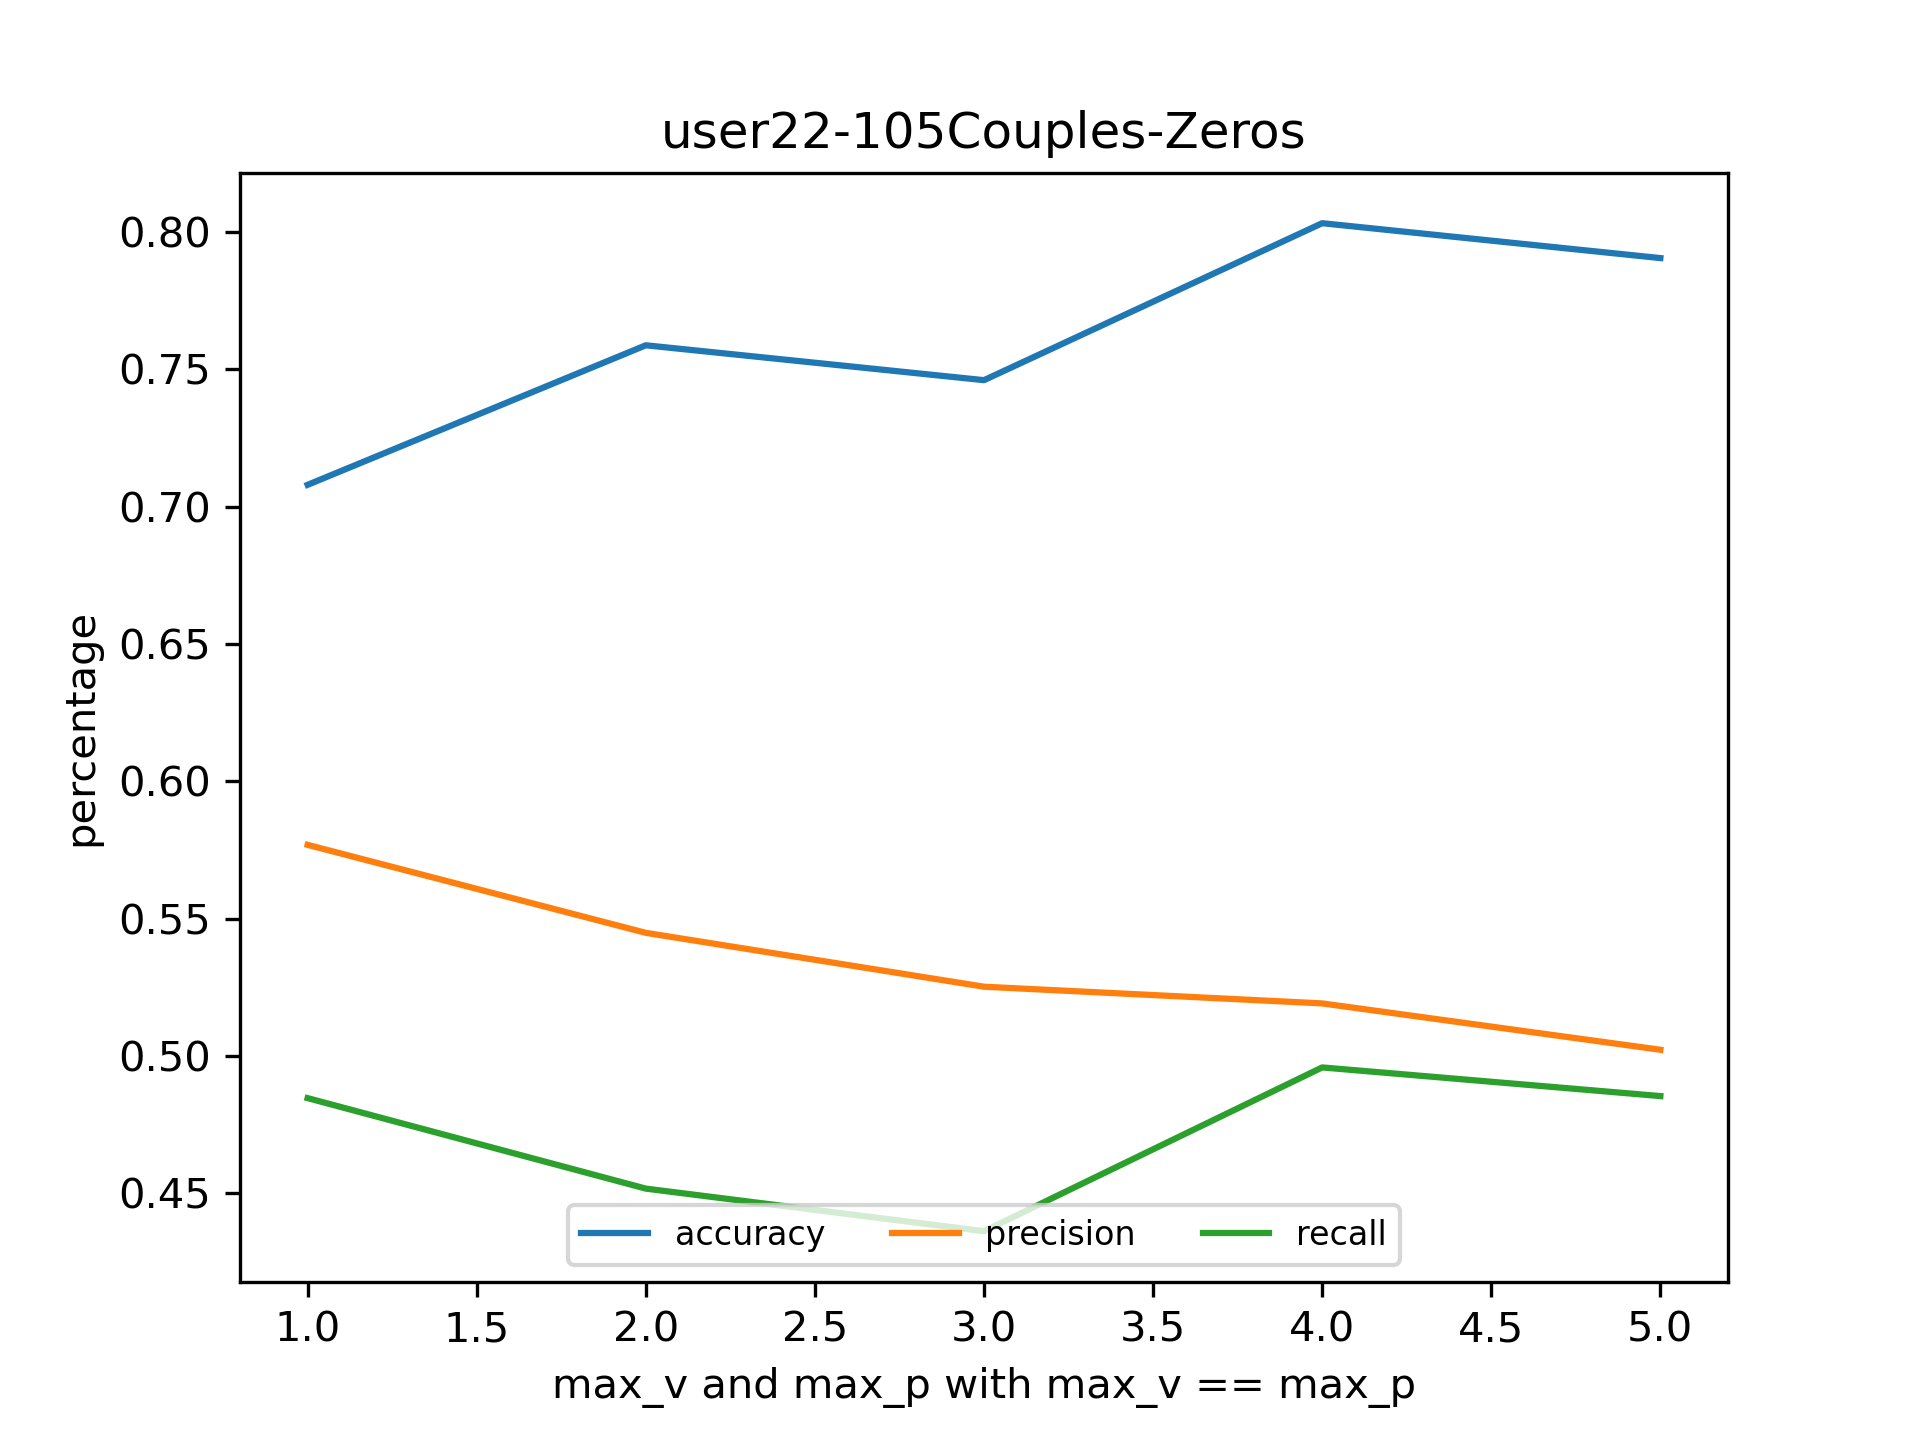 user22-105Couples-Zeros
0.80
0.75
0.70
0.65
0.60
0.55
0.50
0.45
percentage
accuracy precision recall
1.0 1.5 2.0 2.5 3.0 3.5 4.0 4.5 5.0
max_v and max_p with max_v == max_p